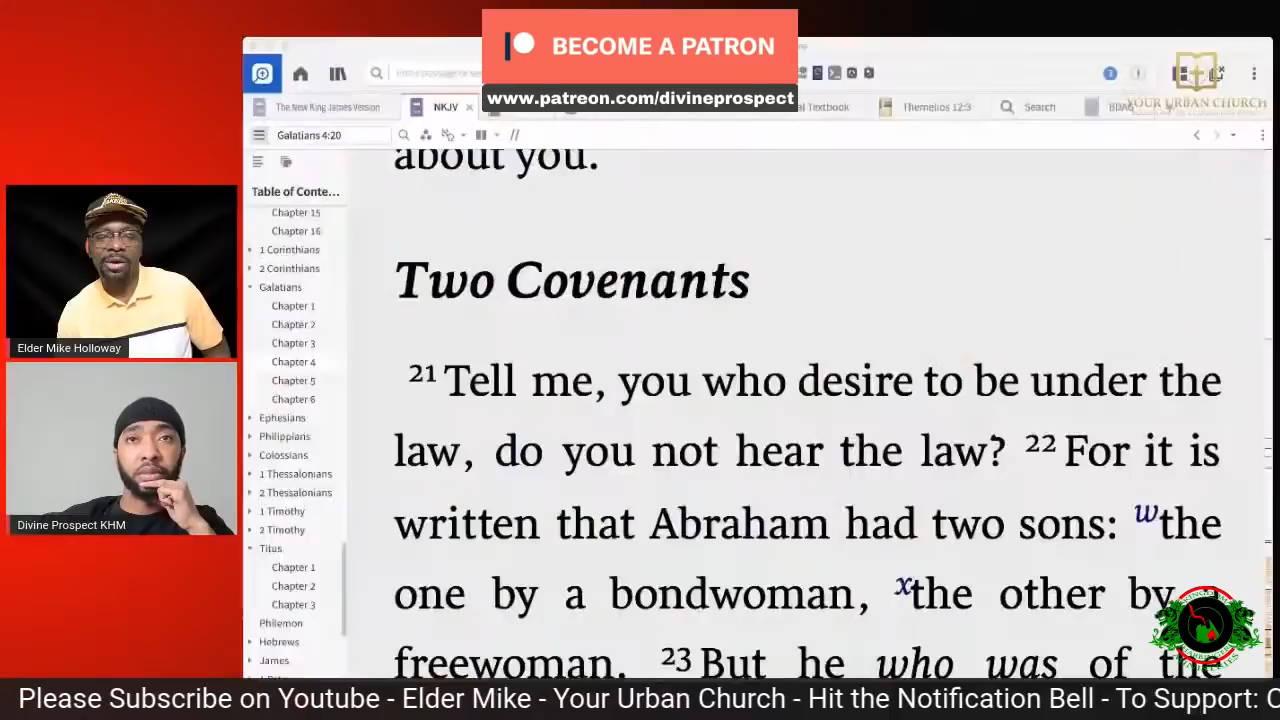 BECOME A PATRON
www.patreon.com/divineprospect
YOUR URBAN CHURCH
The New King James Version
NKJV
al Textbook
Themelios 12:3
Search
Galatians 4:20
Table of Conte...
Chapter 15
Chapter 16
1 Corinthians
2 Corinthians
Galatians
Chapter 1
Chapter 2
Chapter 3
Chapter 4
Chapter 5
Chapter 6
Ephesians
Philippians
Colossians
1 Thessalonians
2 Thessalonians
1 Timothy
2 Timothy
Titus
Chapter 1
Chapter 2
Chapter 3
Philemon
Hebrews
James
about you.
Two Covenants
21 Tell me, you who desire to be under the
law, do you not hear the law? 22 For it is
written that Abraham had two sons: w the
one by a bondwoman, x the other by
freewoman. 23 But he who was of the
Elder Mike Holloway
Divine Prospect KHM
Please Subscribe on Youtube - Elder Mike - Your Urban Church - Hit the Notification Bell - To Support: C